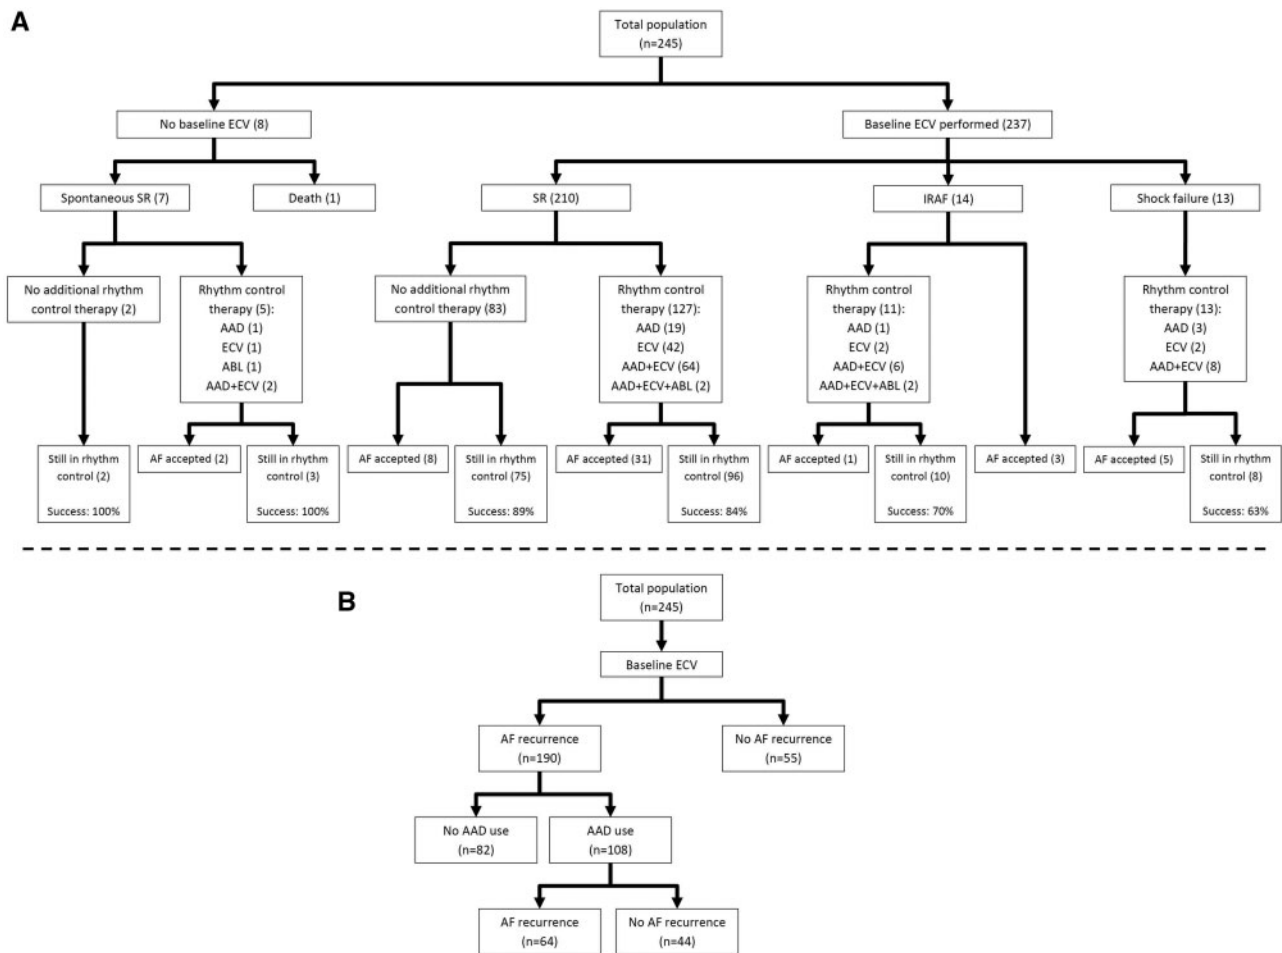 A
Total population
(n=245)
No baseline ECV (8)
Baseline ECV performed (237)
Spontaneous SR (7)
Death (1)
SR (210)
IRAF (14)
Shock failure (13)
No additional rhythm
control therapy (2)
Rhythm control
therapy (5):
AAD (1)
ECV (1)
ABL (1)
AAD+ECV (2)
No additional rhythm
control therapy (83)
Rhythm control
therapy (127):
AAD (19)
ECV (42)
AAD+ECV (64)
AAD+ECV+ABL (2)
Rhythm control
therapy (11):
AAD (1)
ECV (2)
AAD+ECV (6)
AAD+ECV+ABL (2)
Rhythm control
therapy (13):
AAD (3)
ECV (2)
AAD+ECV (8)
Still in rhythm
control (2)
Success: 100%
AF accepted (2)
Still in rhythm
control (3)
Success: 100%
AF accepted (8)
Still in rhythm
control (75)
Success: 89%
AF accepted (31)
Still in rhythm
control (96)
Success: 84%
AF accepted (1)
Still in rhythm
control (10)
Success: 70%
AF accepted (3)
AF accepted (5)
Still in rhythm
control (8)
Success: 63%
B
Total population
(n=245)
Baseline ECV
AF recurrence
(n=190)
No AF recurrence
(n=55)
No AAD use
(n=82)
AAD use
(n=108)
AF recurrence
(n=64)
No AF recurrence
(n=44)